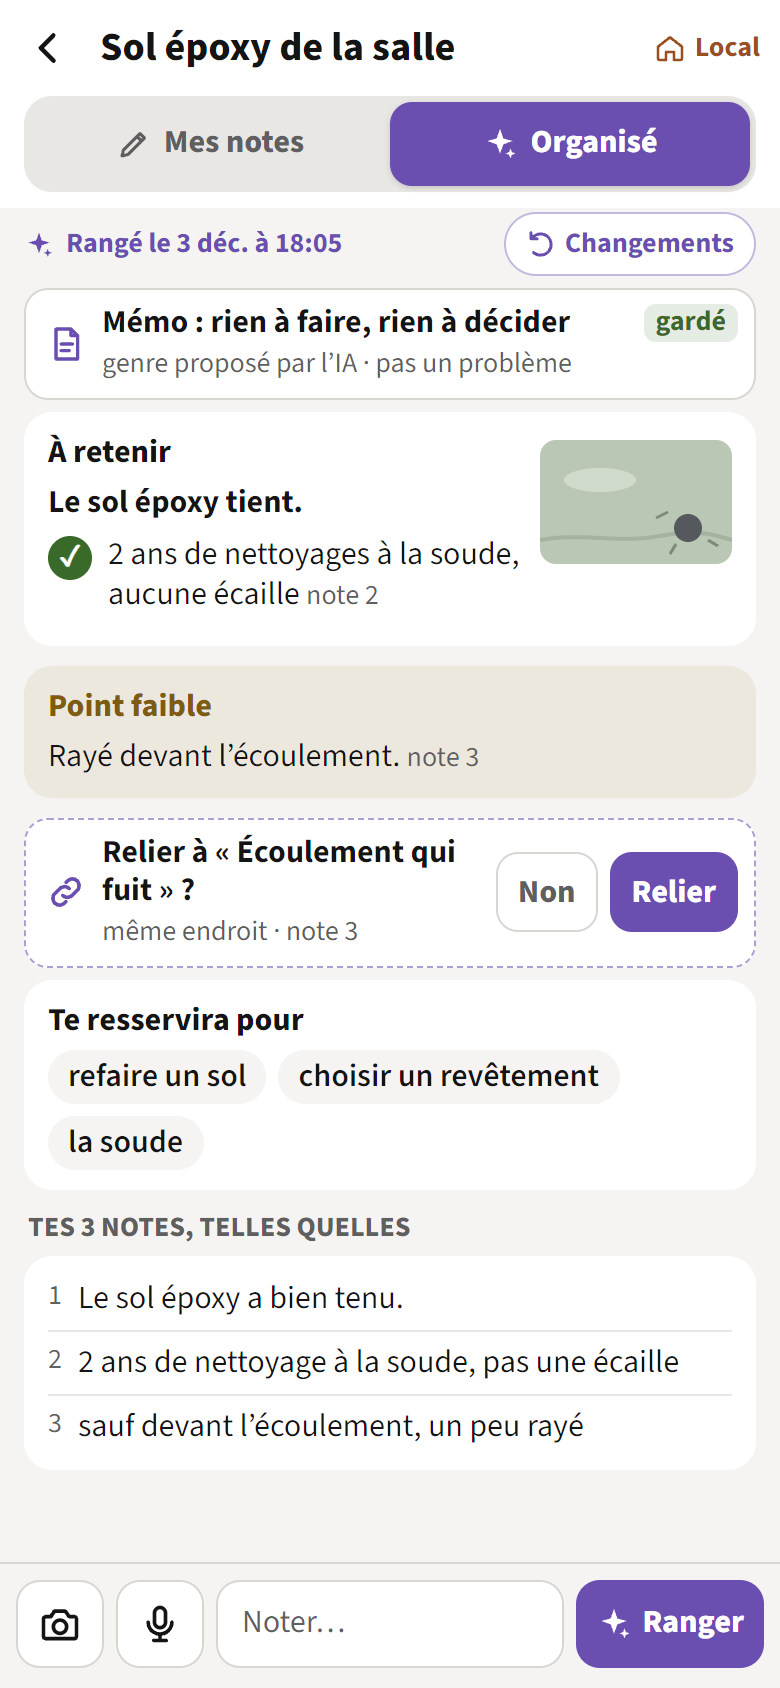 Sol époxy de la salle
Local
Mes notes
Organisé
Rangé le 3 déc. à 18:05
Changements
Mémo : rien à faire, rien à décider
gardé
genre proposé par l’IA · pas un problème
À retenir
Le sol époxy tient.
2 ans de nettoyages à la soude,
aucune écaille note 2
Point faible
Rayé devant l’écoulement. note 3
Relier à « Écoulement qui
fuit » ?
même endroit · note 3
Non
Relier
Te resservira pour
refaire un sol
choisir un revêtement
la soude
TES 3 NOTES, TELLES QUELLES
1 Le sol époxy a bien tenu.
2 2 ans de nettoyage à la soude, pas une écaille
3 sauf devant l’écoulement, un peu rayé
Noter…
Ranger